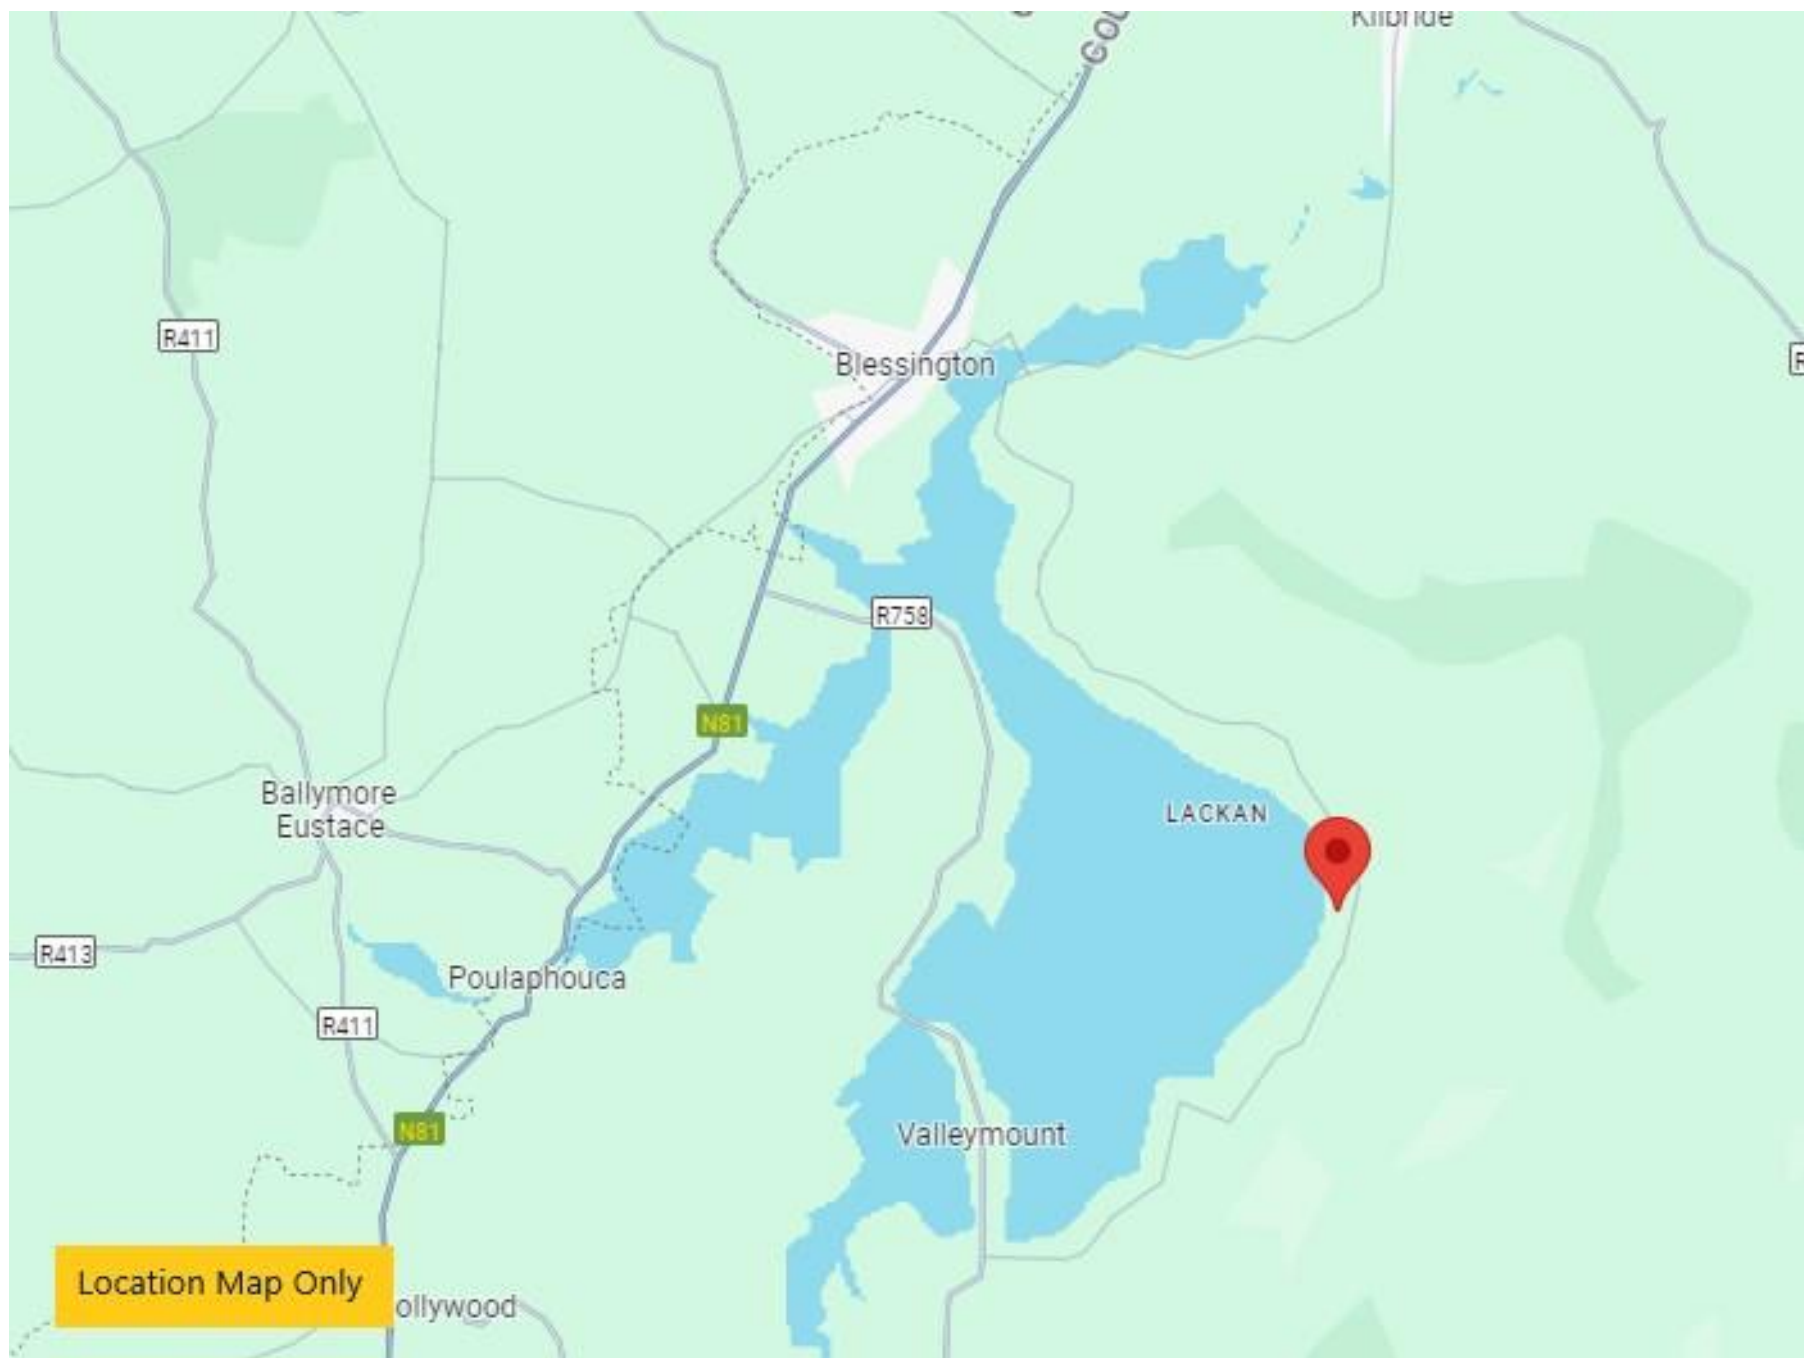 Kilbride
R411
Blessington
R758
N81
LACKAN
Ballymore
Eustace
R413
Poulaphouca
R411
N81
Valleymount
Location Map Only
ollywood